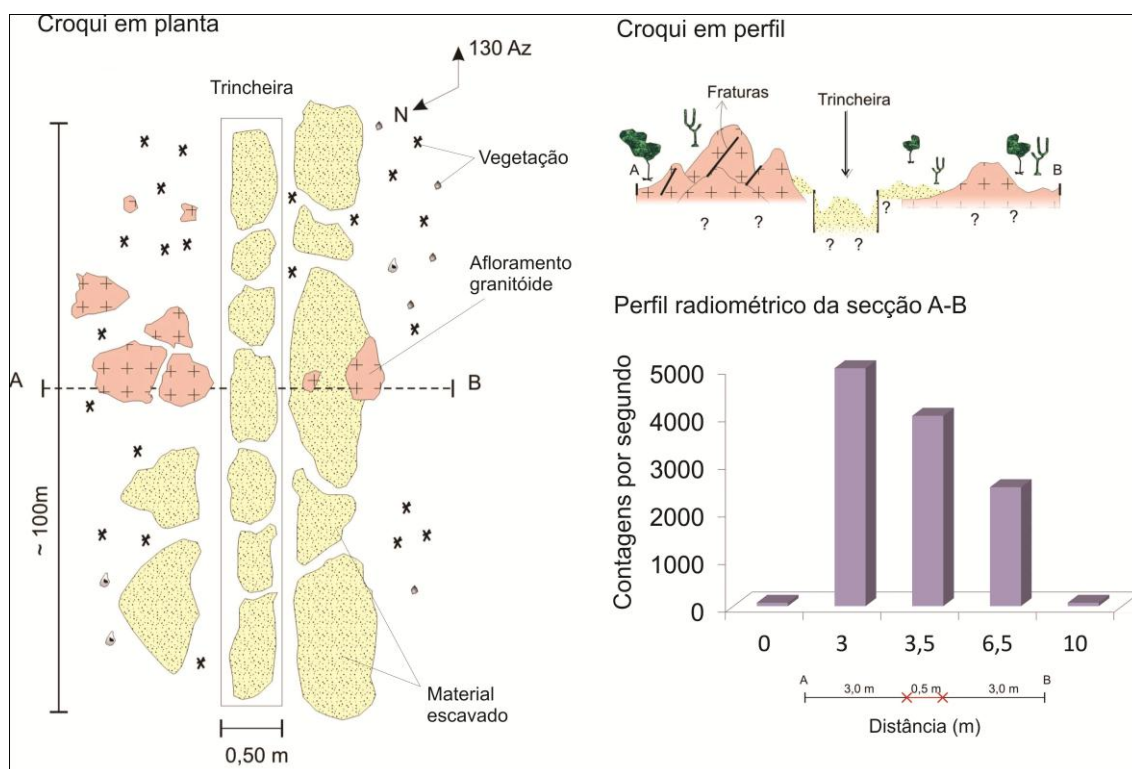 Croqui em planta
130 Az
N
Trincheira
Vegetação
Afloramento
granitóide
A
B
~ 100m
Material
escavado
0,50 m
Croqui em perfil
Fraturas
Trincheira
A
B
? ? ? ? ? ? ?
Perfil radiométrico da secção A-B
Contagens por segundo
5000
4000
3000
2000
1000
0
0 3 3,5 6,5 10
A B
3,0 m 0,5 m 3,0 m
Distância (m)